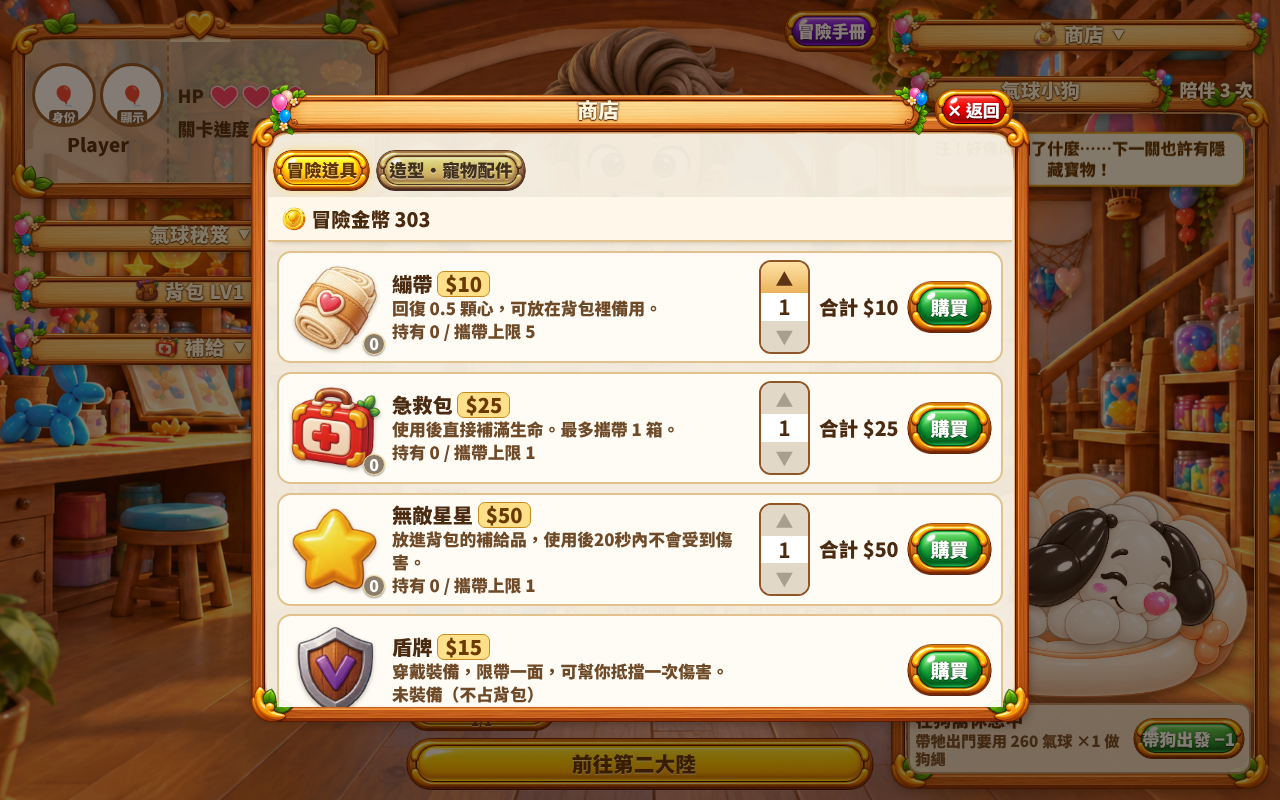 冒險手冊
商店 ▼
身份
顯示
HP
Player
關卡進度
氣球小狗
陪伴 3 次
了什麼……下一關也許有隱
藏寶物！
氣球秘笈 ▼
背包 LV1
補給 ▼
商店
× 返回
冒險道具
造型・寵物配件
冒險金幣 303
繃帶 $10
回復 0.5 顆心，可放在背包裡備用。
持有 0 / 攜帶上限 5
0
▲
1
▼
合計 $10
購買
急救包 $25
使用後直接補滿生命。最多攜帶 1 箱。
持有 0 / 攜帶上限 1
0
▲
1
▼
合計 $25
購買
無敵星星 $50
放進背包的補給品，使用後20秒內不會受到傷
害。
持有 0 / 攜帶上限 1
0
▲
1
▼
合計 $50
購買
盾牌 $15
穿戴裝備，限帶一面，可幫你抵擋一次傷害。
未裝備（不占背包）
購買
前往第二大陸
帶牠出門要用 260 氣球 ×1 做
狗繩
帶狗出發 −1